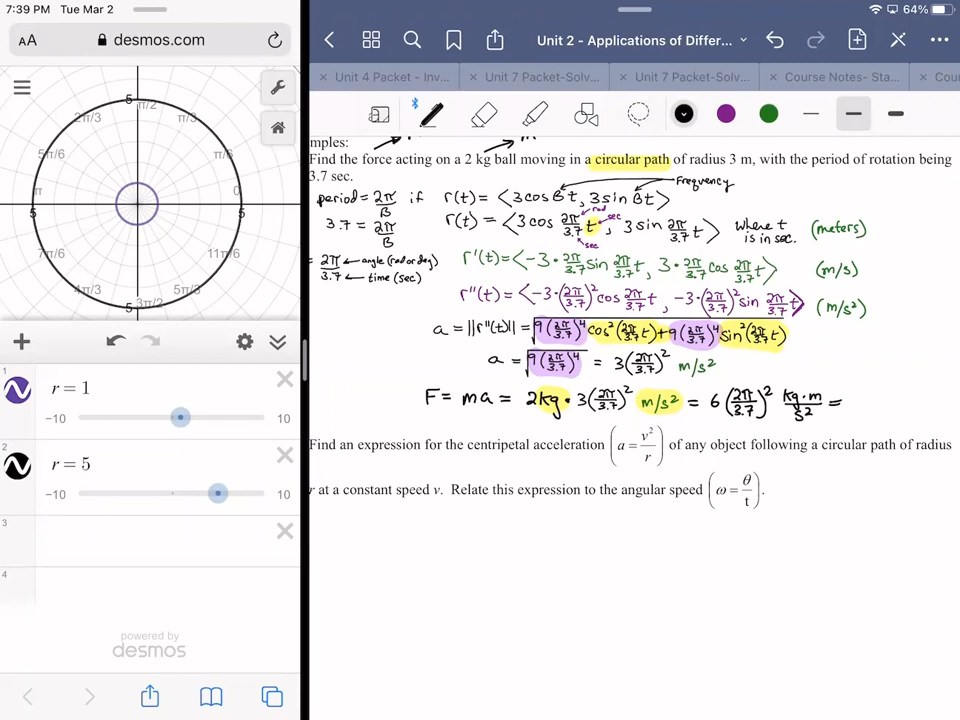 7:39 PM Tue Mar 2
64%
AA desmos.com
Unit 2 - Applications of Differ...
× Unit 4 Packet - Inv... × Unit 7 Packet-Solv... × Unit 7 Packet-Solv... × Course Notes- Sta... × Cou
5 π/2
2π/3 π/3
5π/6 π/6
π 0
5 5
7π/6 11π/6
4π/3 5π/3
5 3π/2
1
r = 1
-10 10
2
r = 5
-10 10
3
4
powered by
desmos
mples:
Find the force acting on a 2 kg ball moving in a circular path of radius 3 m, with the period of rotation being
3.7 sec.
period = 2π/B if r(t) = <3cosBt, 3sinBt> Frequency
3.7 = 2π/B r(t) = <3cos 2π/3.7 t, 3sin 2π/3.7 t> where t is in sec. (meters)
rad sec
sec
= 2π/3.7 ← angle (rad or deg) ← time (sec)
r'(t) = <-3·2π/3.7 sin 2π/3.7 t, 3·2π/3.7 cos 2π/3.7 t> (m/s)
r''(t) = <-3·(2π/3.7)² cos 2π/3.7 t, -3·(2π/3.7)² sin 2π/3.7 t> (m/s²)
a = ||r''(t)|| = √9(2π/3.7)⁴ cos²(2π/3.7 t) + 9(2π/3.7)⁴ sin²(2π/3.7 t)
a = √9(2π/3.7)⁴ = 3(2π/3.7)² m/s²
F = ma = 2kg · 3(2π/3.7)² m/s² = 6(2π/3.7)² kg·m/s² =
Find an expression for the centripetal acceleration (a = v²/r) of any object following a circular path of radius
r at a constant speed v. Relate this expression to the angular speed (ω = θ/t).